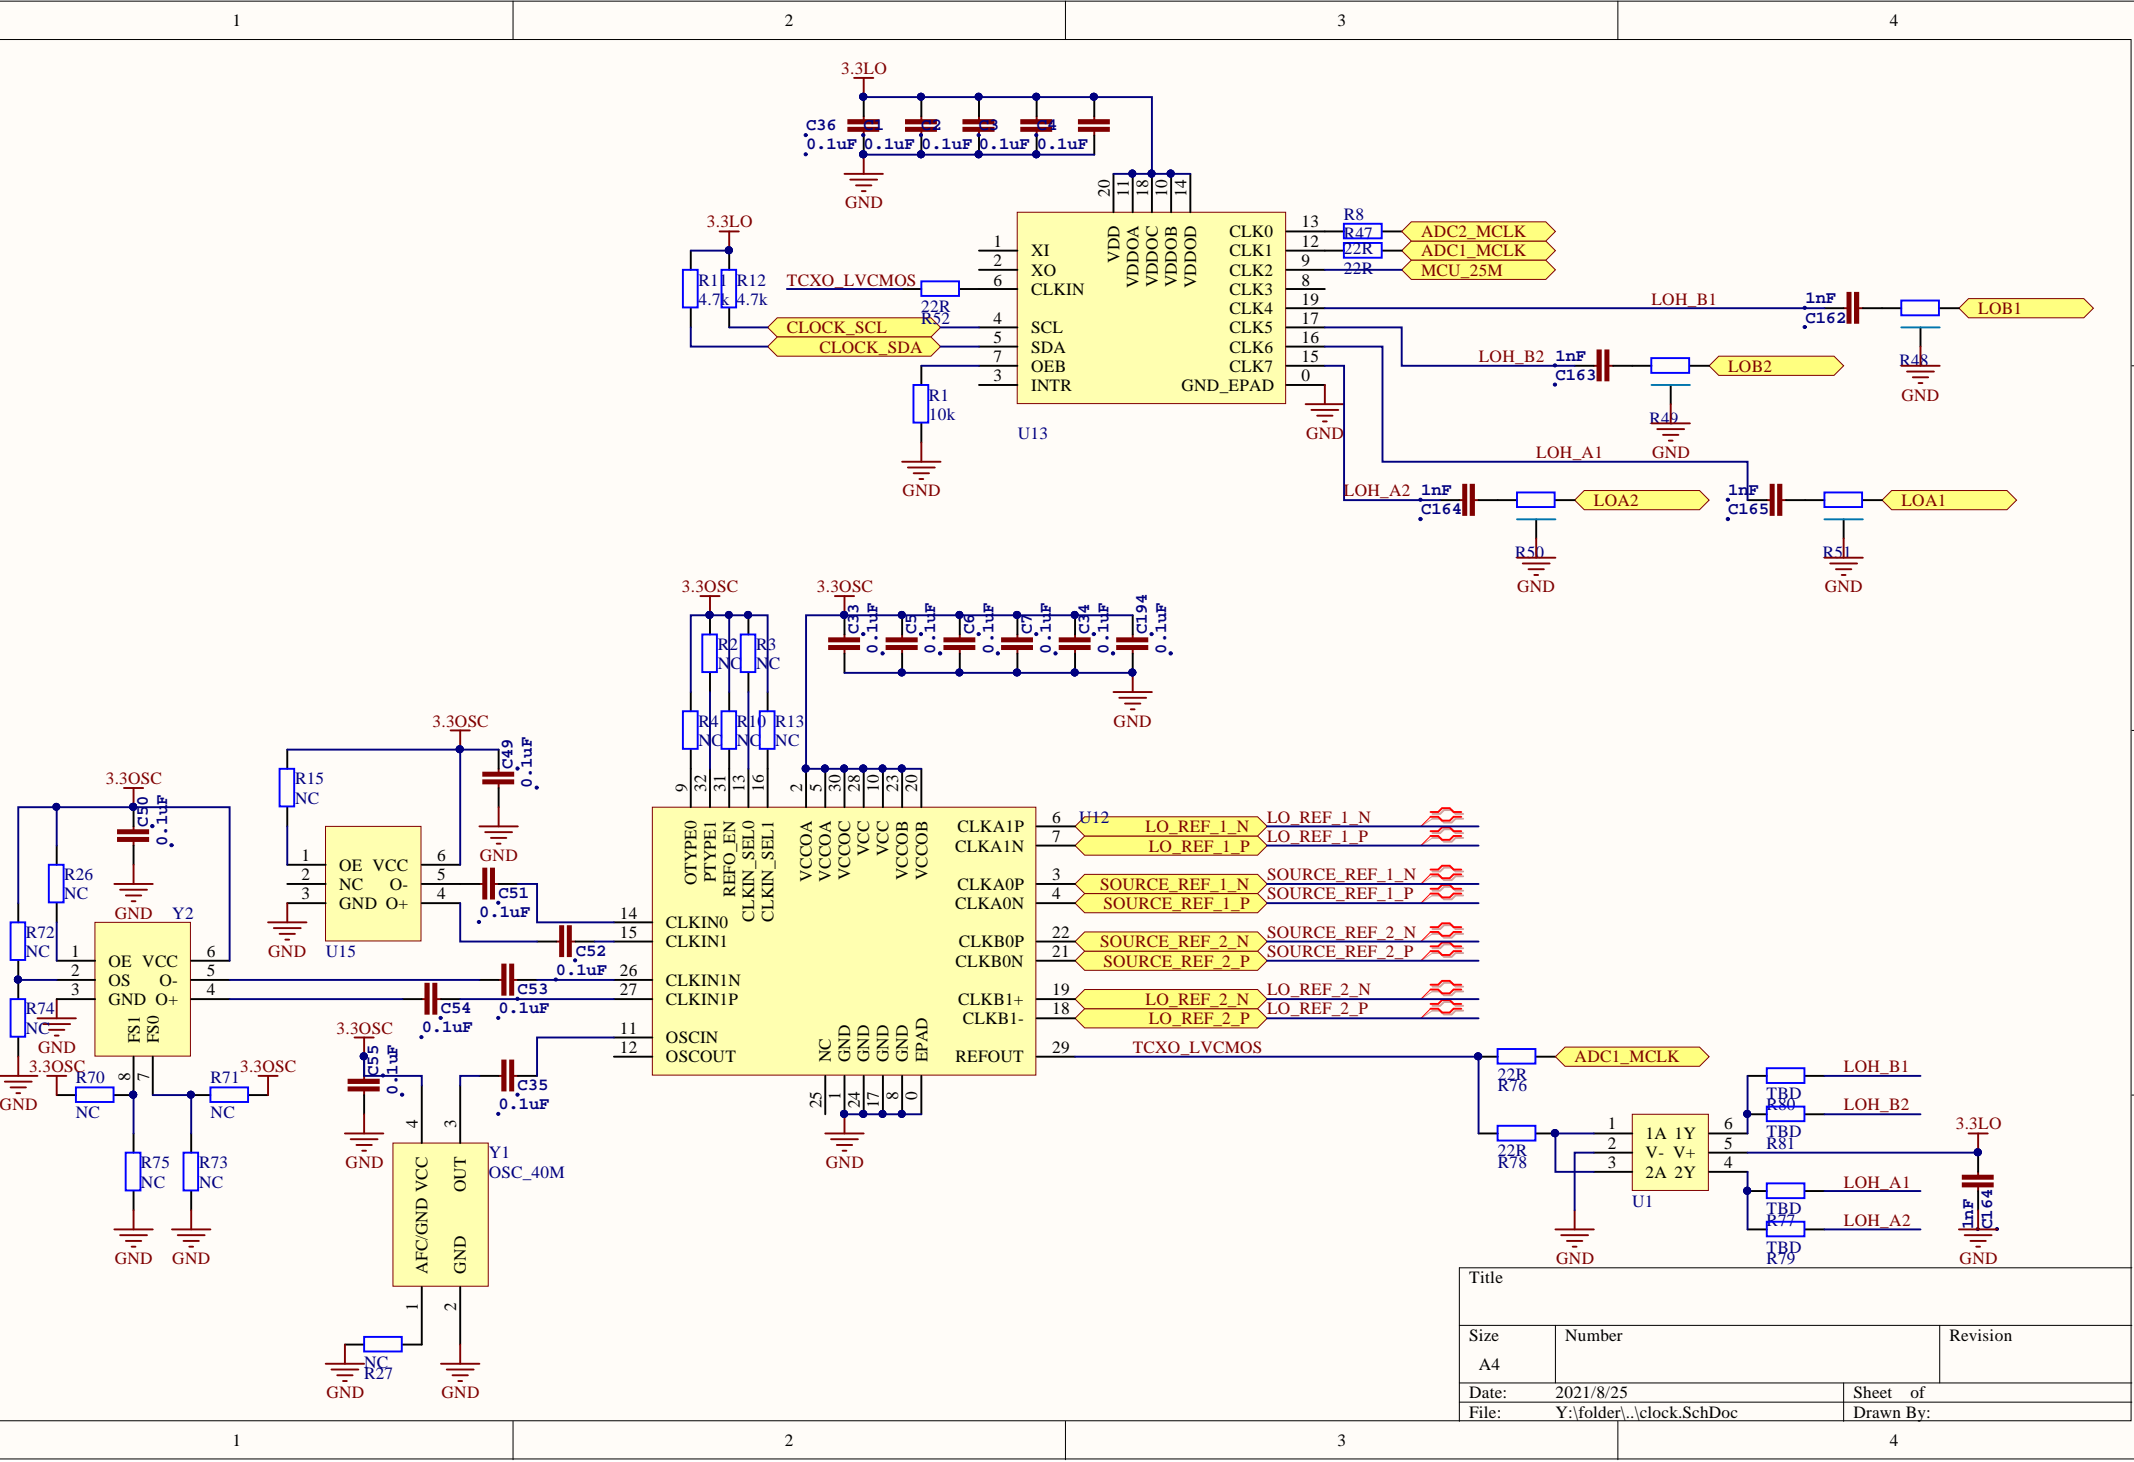 1 2 3 4
3.3LO
C36 C1 C2 C3 C4
0.1uF 0.1uF 0.1uF 0.1uF 0.1uF
GND
20 11 18 10 14
3.3LO
R11 4.7k
R12 4.7k
TCXO_LVCMOS
22R
R52
CLOCK_SCL
CLOCK_SDA
R1
10k
GND
1 XI
2 XO
6 CLKIN
4 SCL
5 SDA
7 OEB
3 INTR
VDD VDDOA VDDOC VDDOB VDDOD
CLK0 13
CLK1 12
CLK2 9
CLK3 8
CLK4 19
CLK5 17
CLK6 16
CLK7 15
GND_EPAD 0
U13
GND
R8
R47
22R
22R
ADC2_MCLK
ADC1_MCLK
MCU_25M
LOH_B1 1nF C162 LOB1
R48
GND
LOH_B2 1nF C163 LOB2
R49
GND
LOH_A1 1nF C165 LOA1
R51
GND
LOH_A2 1nF C164 LOA2
R50
GND
3.3OSC
R2 NC
R3 NC
R4 NC
R10 NC
R13 NC
3.3OSC
C33 0.1uF
C5 0.1uF
C6 0.1uF
C7 0.1uF
C34 0.1uF
C194 0.1uF
GND
9 32 31 13 16 2 5 30 28 10 23 20
OTYPE0 PTYPE1 REFO_EN CLKIN_SEL0 CLKIN_SEL1 VCCOA VCCOA VCCOC VCC VCC VCCOB VCCOB
14 CLKIN0
15 CLKIN1
26 CLKIN1N
27 CLKIN1P
11 OSCIN
12 OSCOUT
NC GND GND GND GND EPAD
25 1 24 17 8 0
GND
CLKA1P 6
CLKA1N 7
CLKA0P 3
CLKA0N 4
CLKB0P 22
CLKB0N 21
CLKB1+ 19
CLKB1- 18
REFOUT 29
U12
LO_REF_1_N LO_REF_1_N
LO_REF_1_P LO_REF_1_P
SOURCE_REF_1_N SOURCE_REF_1_N
SOURCE_REF_1_P SOURCE_REF_1_P
SOURCE_REF_2_N SOURCE_REF_2_N
SOURCE_REF_2_P SOURCE_REF_2_P
LO_REF_2_N LO_REF_2_N
LO_REF_2_P LO_REF_2_P
TCXO_LVCMOS
3.3OSC
C49 0.1uF
GND
R15
NC
1 OE VCC 6
2 NC O- 5
3 GND O+ 4
GND
U15
C51
0.1uF
C52
0.1uF
C53
0.1uF
C54
0.1uF
3.3OSC
C50 0.1uF
GND
R26
NC
R72
NC
R74
NC
GND
GND
Y2
1 OE VCC 6
2 OS O- 5
3 GND O+ 4
FS1 FS0
8 7
3.3OSC
R70
NC
R71
NC
3.3OSC
R75
NC
R73
NC
GND GND
3.3OSC
C55 0.1uF
GND
C35
0.1uF
4 3
VCC OUT
AFC/GND GND
1 2
Y1
OSC_40M
NC
R27
GND GND
22R
R76
ADC1_MCLK
22R
R78
1 1A 1Y 6
2 V- V+ 5
3 2A 2Y 4
U1
GND
TBD
R80
LOH_B1
TBD
R81
LOH_B2
TBD
R77
LOH_A1
TBD
R79
LOH_A2
3.3LO
1nF C164
GND
Title
Size Number Revision
A4
Date: 2021/8/25 Sheet of
File: Y:\folder\..\clock.SchDoc Drawn By:
1 2 3 4